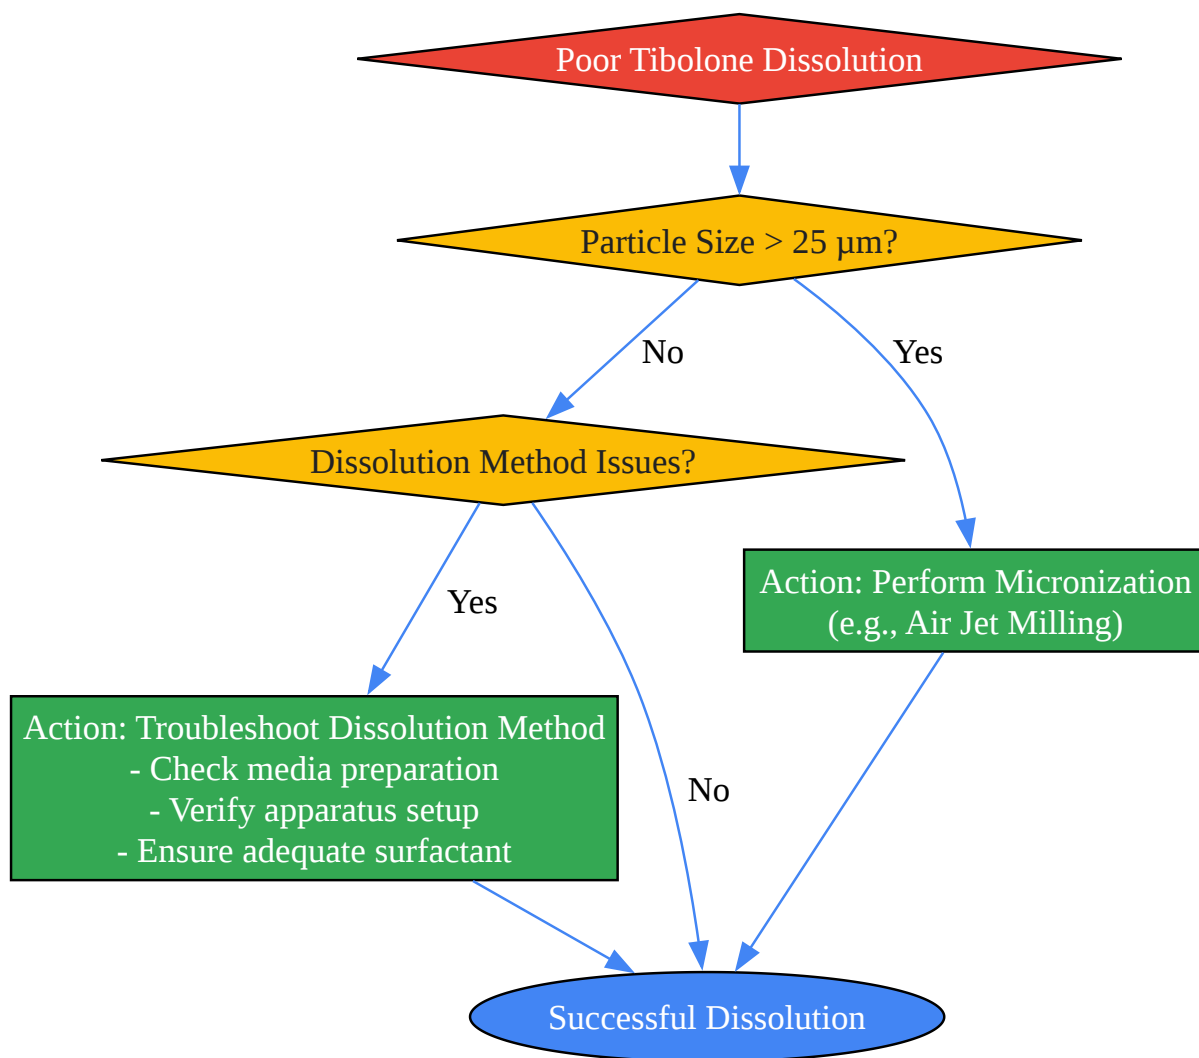 Poor Tibolone Dissolution
Particle Size > 25 µm?
No
Yes
Dissolution Method Issues?
Yes
Action: Perform Micronization
(e.g., Air Jet Milling)
Action: Troubleshoot Dissolution Method
- Check media preparation
- Verify apparatus setup
- Ensure adequate surfactant
No
Successful Dissolution